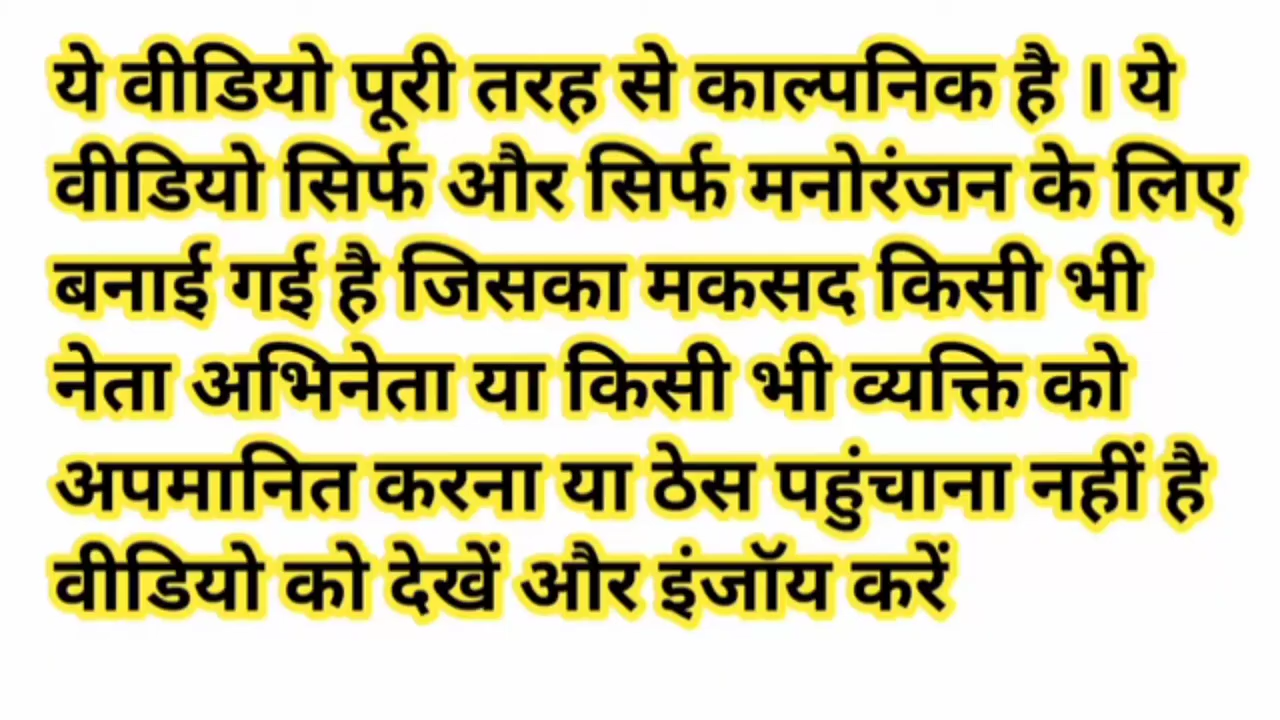 ये वीडियो पूरी तरह से काल्पनिक है । ये
वीडियो सिर्फ और सिर्फ मनोरंजन के लिए
बनाई गई है जिसका मकसद किसी भी
नेता अभिनेता या किसी भी व्यक्ति को
अपमानित करना या ठेस पहुंचाना नहीं है
वीडियो को देखें और इंजॉय करें